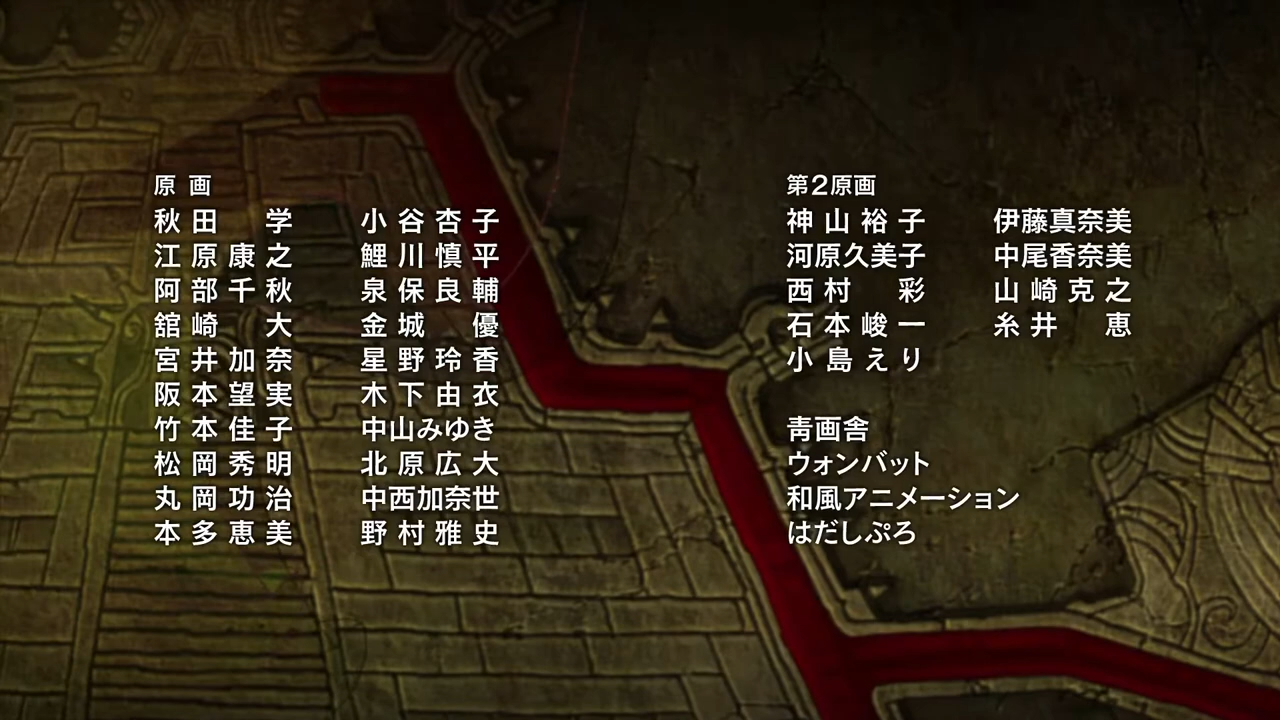 原画
秋田 学 小谷杏子
江原康之 鯉川慎平
阿部千秋 泉保良輔
舘崎 大 金城 優
宮井加奈 星野玲香
阪本望実 木下由衣
竹本佳子 中山みゆき
松岡秀明 北原広大
丸岡功治 中西加奈世
本多恵美 野村雅史
第2原画
神山裕子 伊藤真奈美
河原久美子 中尾香奈美
西村 彩 山崎克之
石本峻一 糸井 恵
小島えり
青画舎
ウォンバット
和風アニメーション
はだしぷろ